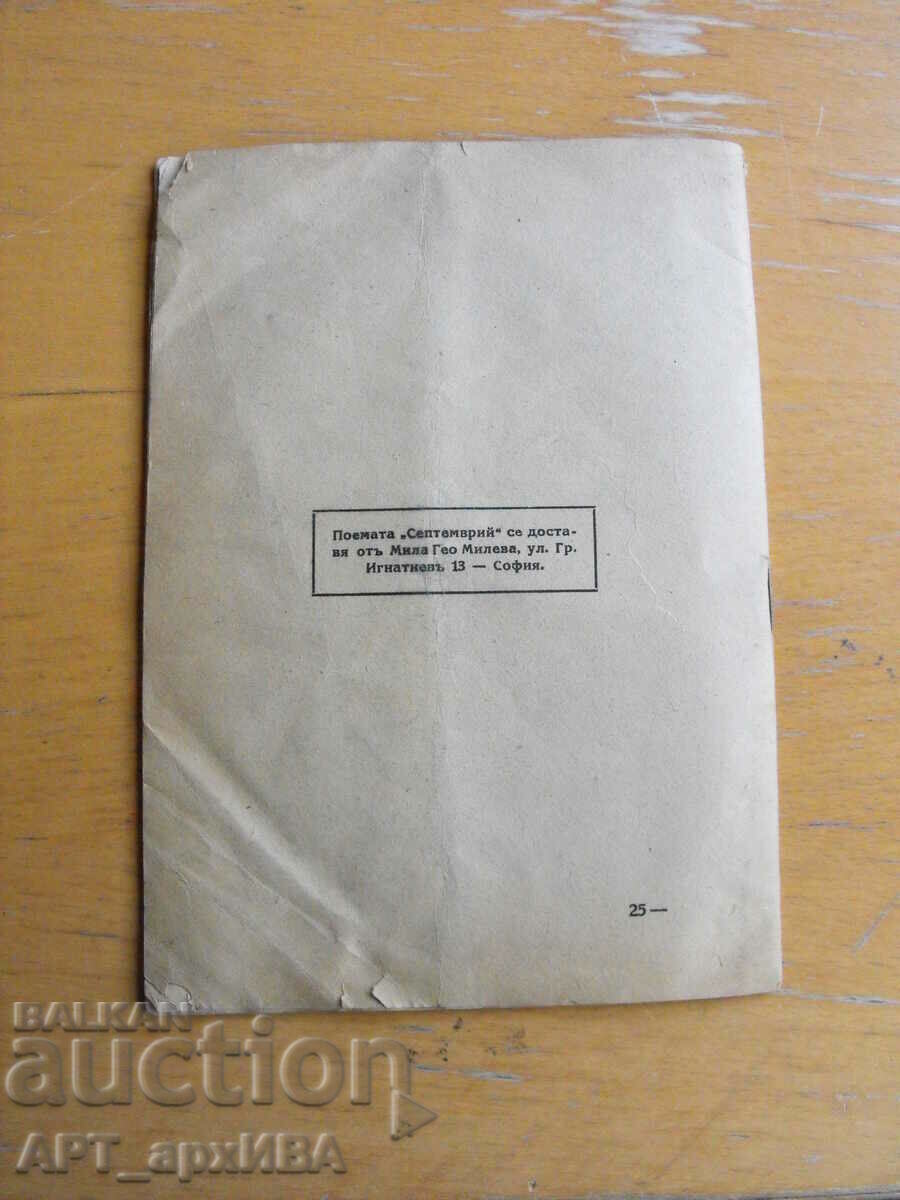 Поемата „Септемврий“ се доста-
вя отъ Мила Гео Милева, ул. Гр.
Игнатиевъ 13 — София.
25—
BALKAN
auction
АРТ_архИВА